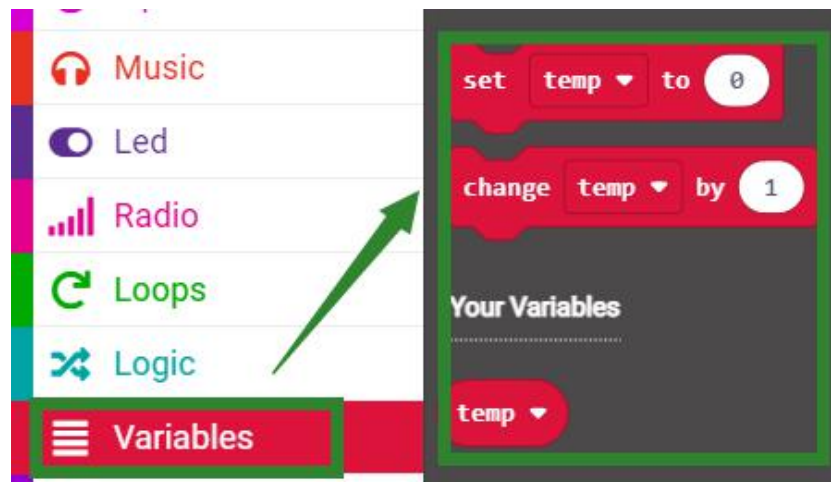 Music
Led
Radio
Loops
Logic
Variables
set temp to 0
change temp by 1
Your Variables
temp